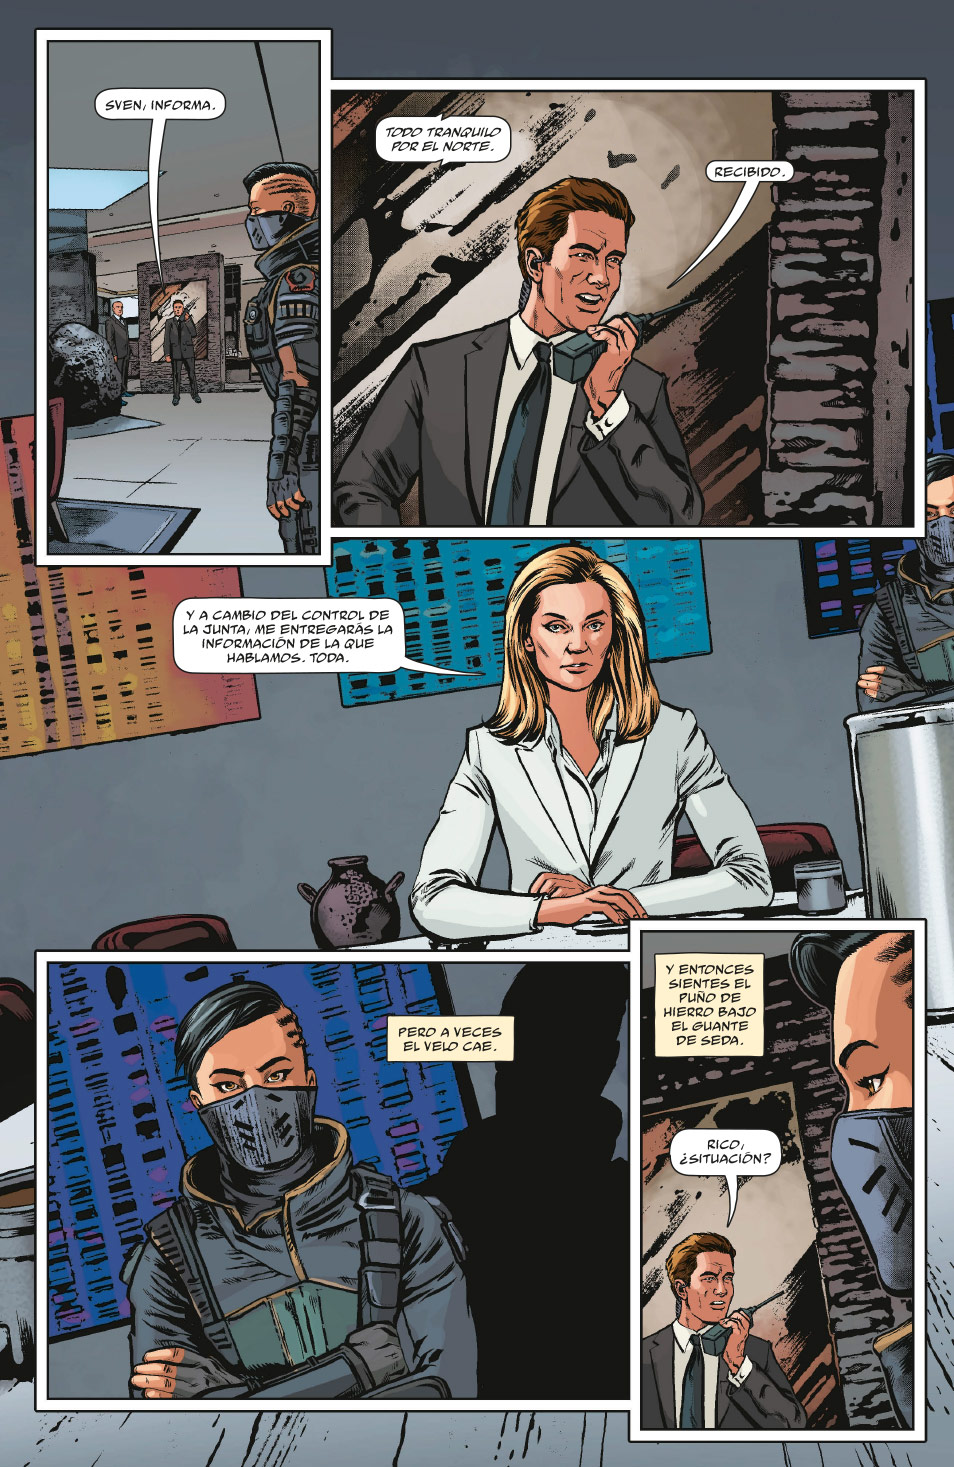 SVEN, INFORMA.
TODO TRANQUILO
POR EL NORTE.
RECIBIDO.
Y A CAMBIO DEL CONTROL DE
LA JUNTA, ME ENTREGARÁS LA
INFORMACIÓN DE LA QUE
HABLAMOS. TODA.
PERO A VECES
EL VELO CAE.
Y ENTONCES
SIENTES EL
PUÑO DE
HIERRO BAJO
EL GUANTE
DE SEDA.
RICO,
¿SITUACIÓN?